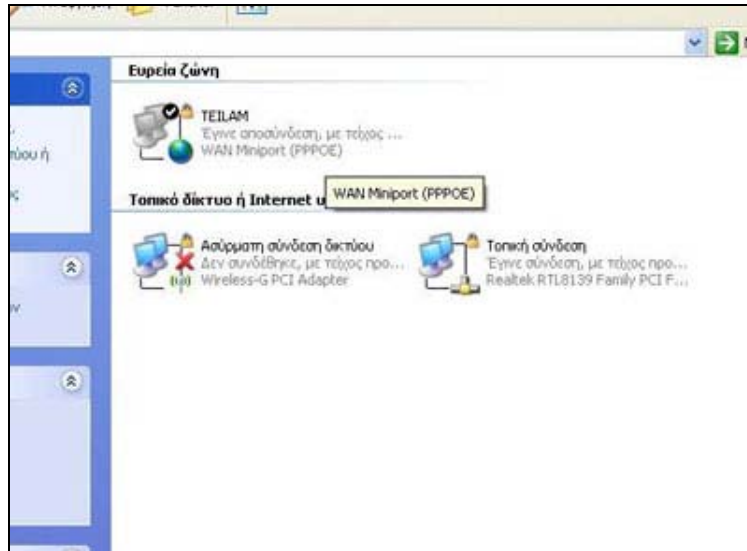 Ευρεία ζώνη
TEILAM
Έγινε αποσύνδεση, με τείχος ...
WAN Miniport (PPPOE)
WAN Miniport (PPPOE)
Τοπικό δίκτυο ή Internet υ
Ασύρματη σύνδεση δικτύου
Δεν συνδέθηκε, με τείχος προ...
Wireless-G PCI Adapter
Τοπική σύνδεση
Έγινε σύνδεση, με τείχος προ...
Realtek RTL8139 Family PCI F...